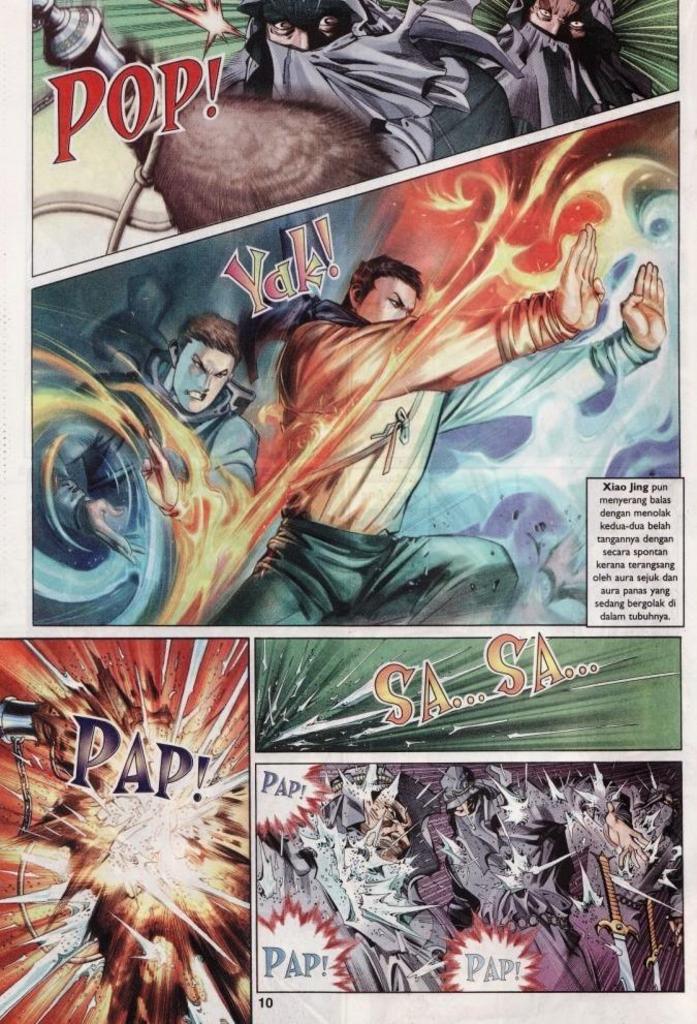 POP!
Yak!
Xiao Jing pun
menyerang balas
dengan menolak
kedua-dua belah
tangannya dengan
secara spontan
kerana terangsang
oleh aura sejuk dan
aura panas yang
sedang bergolak di
dalam tubuhnya.
PAP!
SA... SA...
PAP!
PAP!
PAP!
10